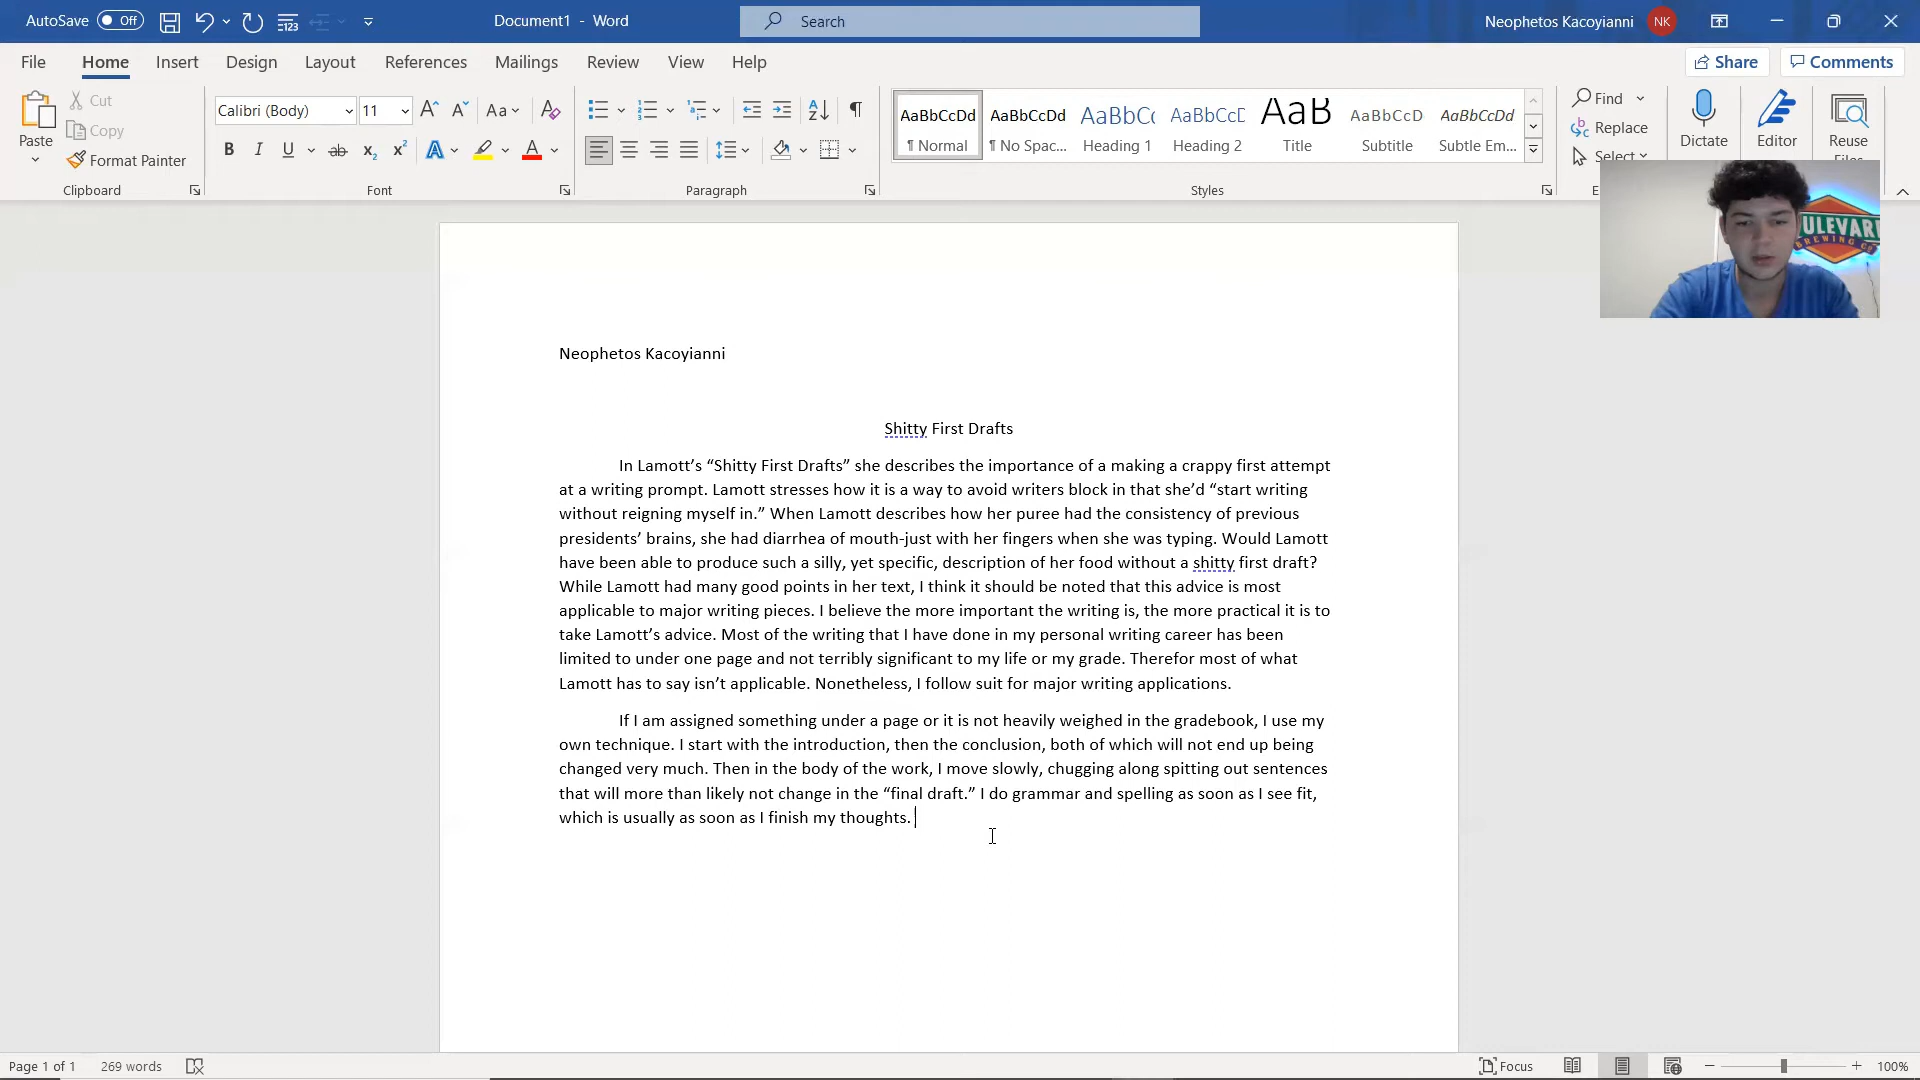 AutoSave Off Document1 - Word Search Neophetos Kacoyianni NK
File Home Insert Design Layout References Mailings Review View Help Share Comments
Paste Cut Copy Format Painter Clipboard
Calibri (Body) 11 Aa
B I U ab x₂ x² A A
Font
Paragraph
AaBbCcDd AaBbCcDd AaBbCc AaBbCcD AaB AaBbCcD AaBbCcDd
¶ Normal ¶ No Spac... Heading 1 Heading 2 Title Subtitle Subtle Em...
Styles
Find
Replace
Select
Dictate Editor Reuse
Files
ULEVAR
BREWING CO
Neophetos Kacoyianni
Shitty First Drafts
In Lamott’s “Shitty First Drafts” she describes the importance of a making a crappy first attempt
at a writing prompt. Lamott stresses how it is a way to avoid writers block in that she’d “start writing
without reigning myself in.” When Lamott describes how her puree had the consistency of previous
presidents’ brains, she had diarrhea of mouth-just with her fingers when she was typing. Would Lamott
have been able to produce such a silly, yet specific, description of her food without a shitty first draft?
While Lamott had many good points in her text, I think it should be noted that this advice is most
applicable to major writing pieces. I believe the more important the writing is, the more practical it is to
take Lamott’s advice. Most of the writing that I have done in my personal writing career has been
limited to under one page and not terribly significant to my life or my grade. Therefor most of what
Lamott has to say isn’t applicable. Nonetheless, I follow suit for major writing applications.
If I am assigned something under a page or it is not heavily weighed in the gradebook, I use my
own technique. I start with the introduction, then the conclusion, both of which will not end up being
changed very much. Then in the body of the work, I move slowly, chugging along spitting out sentences
that will more than likely not change in the “final draft.” I do grammar and spelling as soon as I see fit,
which is usually as soon as I finish my thoughts.
Page 1 of 1 269 words Focus 100%